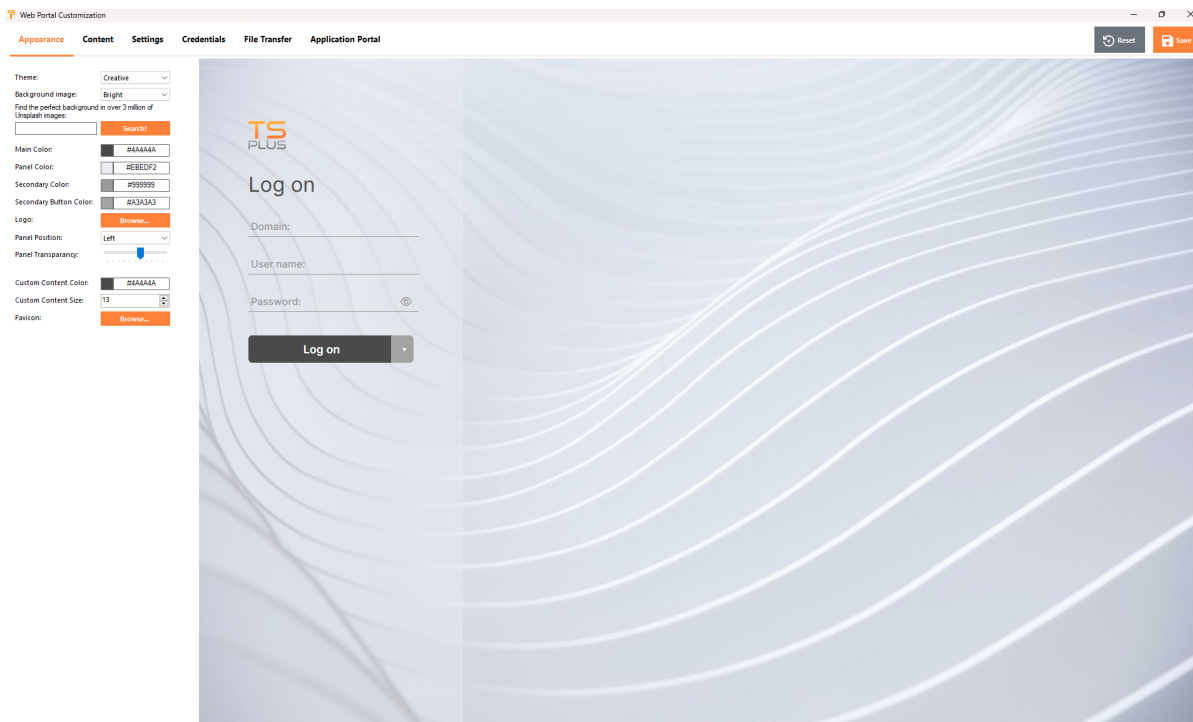 Web Portal Customization
Appearance Content Settings Credentials File Transfer Application Portal Reset Save
Theme: Creative
Background image: Bright
Find the perfect background in over 3 million of
Unsplash images:
Search!
Main Color: #4A4A4A
Panel Color: #EBEDF2
Secondary Color: #999999
Secondary Button Color: #A3A3A3
Logo: Browse...
Panel Position: Left
Panel Transparancy:
Custom Content Color: #4A4A4A
Custom Content Size: 13
Favicon: Browse...
TS
PLUS
Log on
Domain:
User name:
Password:
Log on